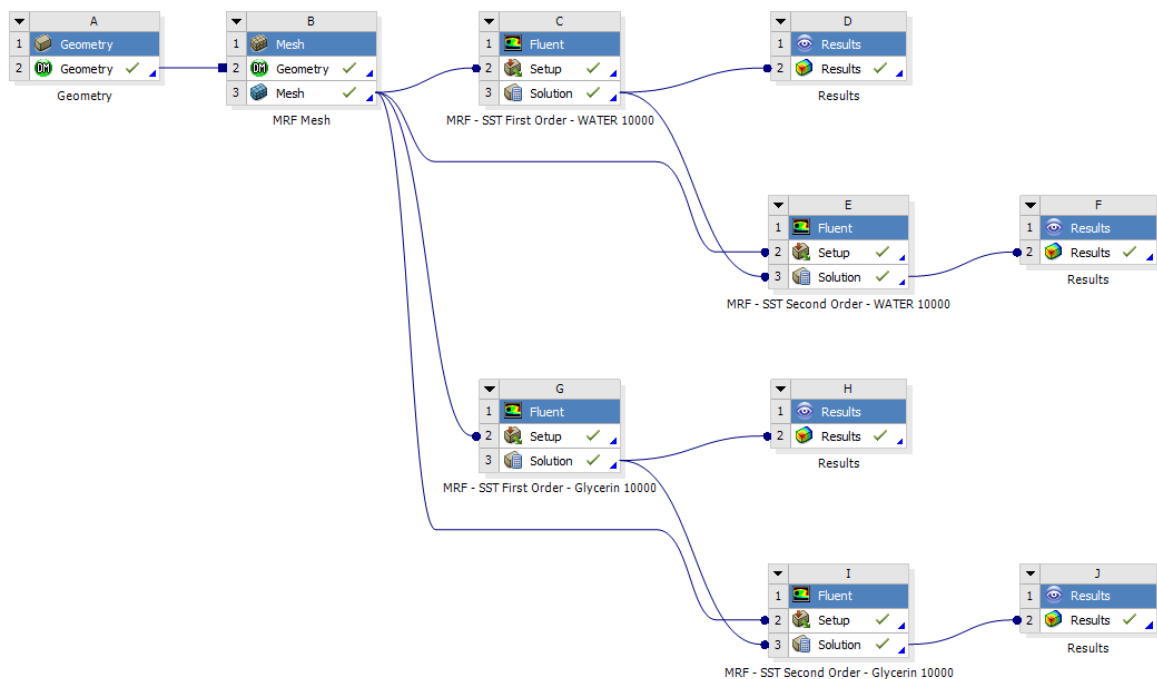 A
1 Geometry
2 DM Geometry
Geometry
B
1 Mesh
2 DM Geometry
3 Mesh
MRF Mesh
C
1 Fluent
2 Setup
3 Solution
MRF - SST First Order - WATER 10000
D
1 Results
2 Results
Results
E
1 Fluent
2 Setup
3 Solution
MRF - SST Second Order - WATER 10000
F
1 Results
2 Results
Results
G
1 Fluent
2 Setup
3 Solution
MRF - SST First Order - Glycerin 10000
H
1 Results
2 Results
Results
I
1 Fluent
2 Setup
3 Solution
MRF - SST Second Order - Glycerin 10000
J
1 Results
2 Results
Results